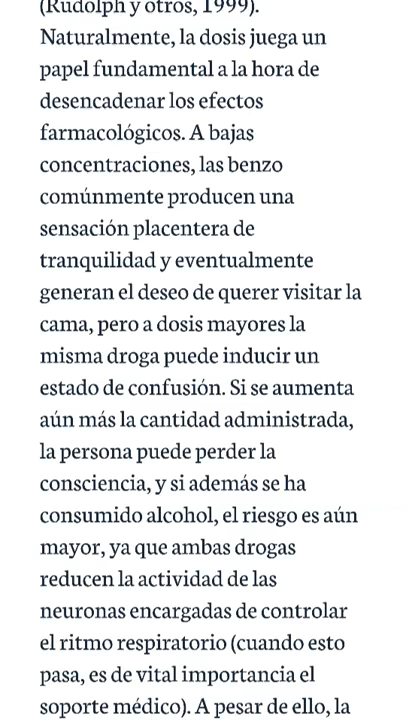 (Rudolph y otros, 1999).
Naturalmente, la dosis juega un
papel fundamental a la hora de
desencadenar los efectos
farmacológicos. A bajas
concentraciones, las benzo
comúnmente producen una
sensación placentera de
tranquilidad y eventualmente
generan el deseo de querer visitar la
cama, pero a dosis mayores la
misma droga puede inducir un
estado de confusión. Si se aumenta
aún más la cantidad administrada,
la persona puede perder la
consciencia, y si además se ha
consumido alcohol, el riesgo es aún
mayor, ya que ambas drogas
reducen la actividad de las
neuronas encargadas de controlar
el ritmo respiratorio (cuando esto
pasa, es de vital importancia el
soporte médico). A pesar de ello, la